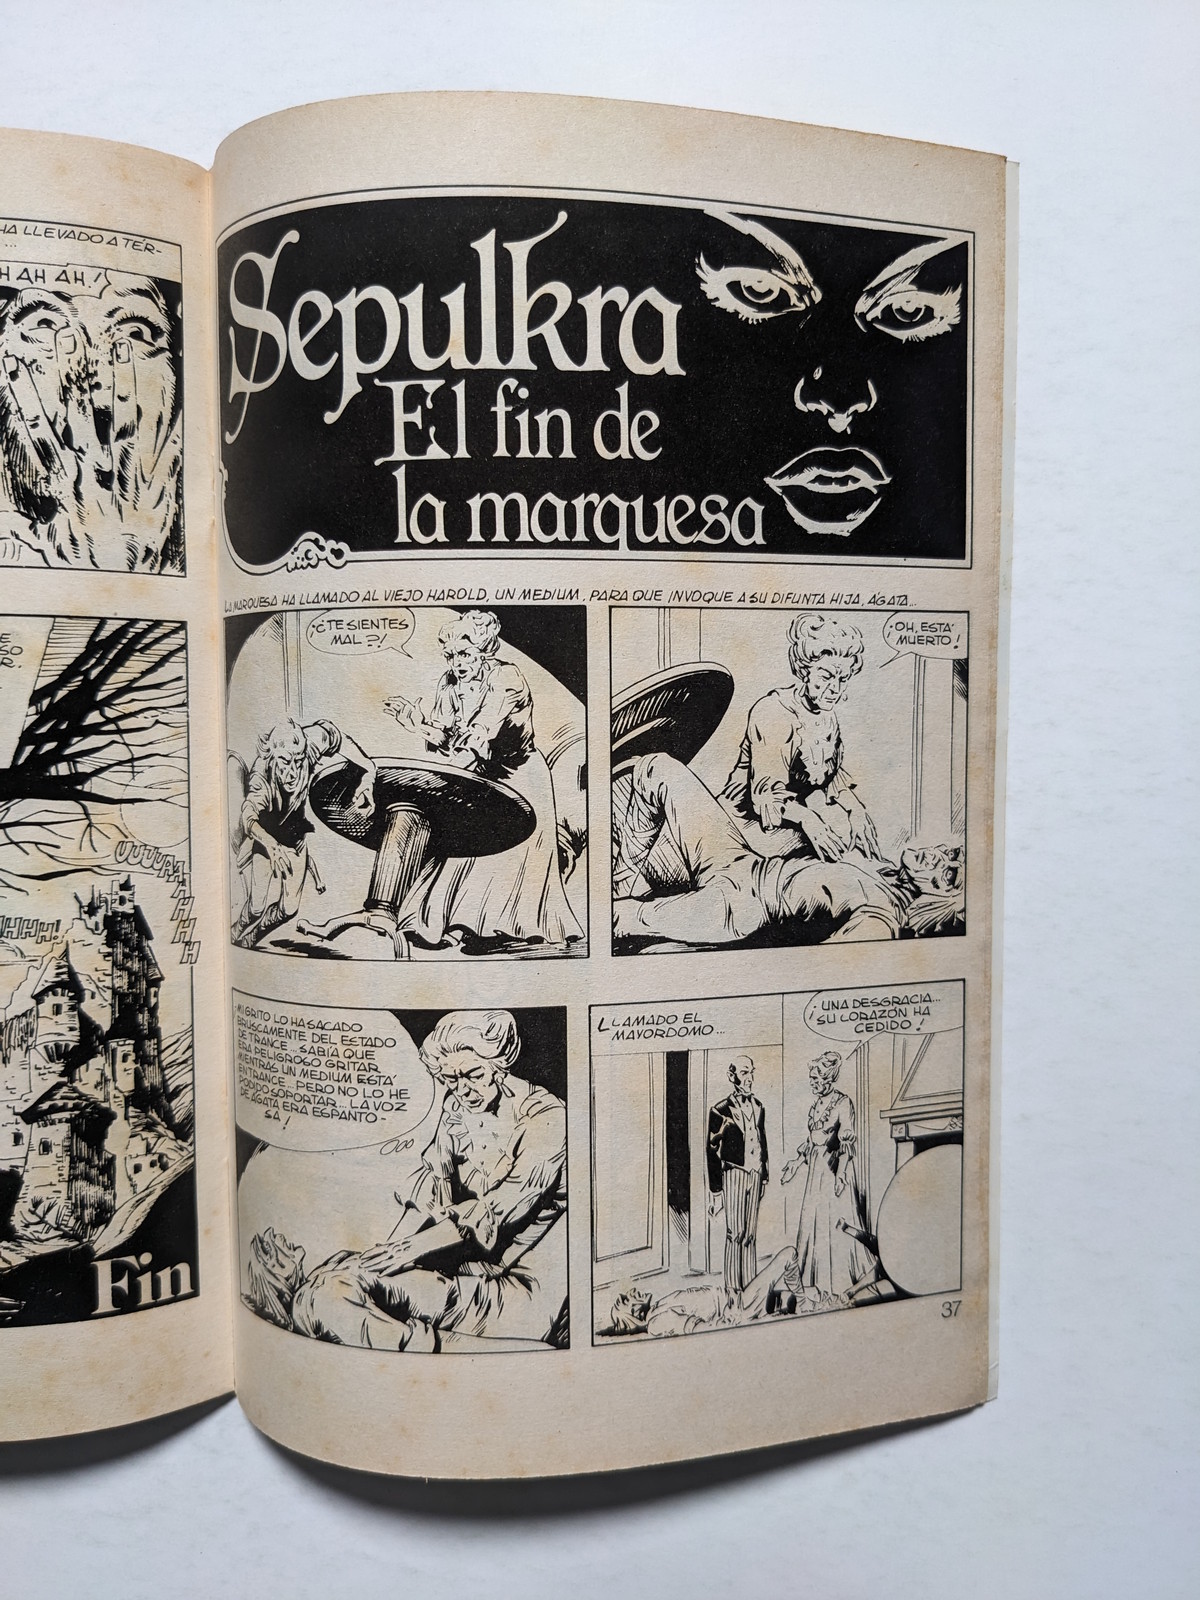 HA LLEVADO A TÉR-
...
H AH AH!
E
SO
R.
UUUUAAHHHHH
HHH!
Fin
Sepulkra
El fin de
la marquesa
LA MARQUESA HA LLAMADO AL VIEJO HAROLD, UN MEDIUM, PARA QUE INVOQUE A SU DIFUNTA HIJA, ÁGATA...
¡¿TE SIENTES
MAL?!
¡OH, ESTÁ
MUERTO!
MI GRITO LO HA SACADO
BRUSCAMENTE DEL ESTADO
DE TRANCE... SABÍA QUE
ERA PELIGROSO GRITAR
MIENTRAS UN MEDIUM ESTÁ
EN TRANCE... PERO NO LO HE
PODIDO SOPORTAR... LA VOZ
DE ÁGATA ERA ESPANTO-
SA!
LLAMADO EL
MAYORDOMO...
¡UNA DESGRACIA...
SU CORAZÓN HA
CEDIDO!
37